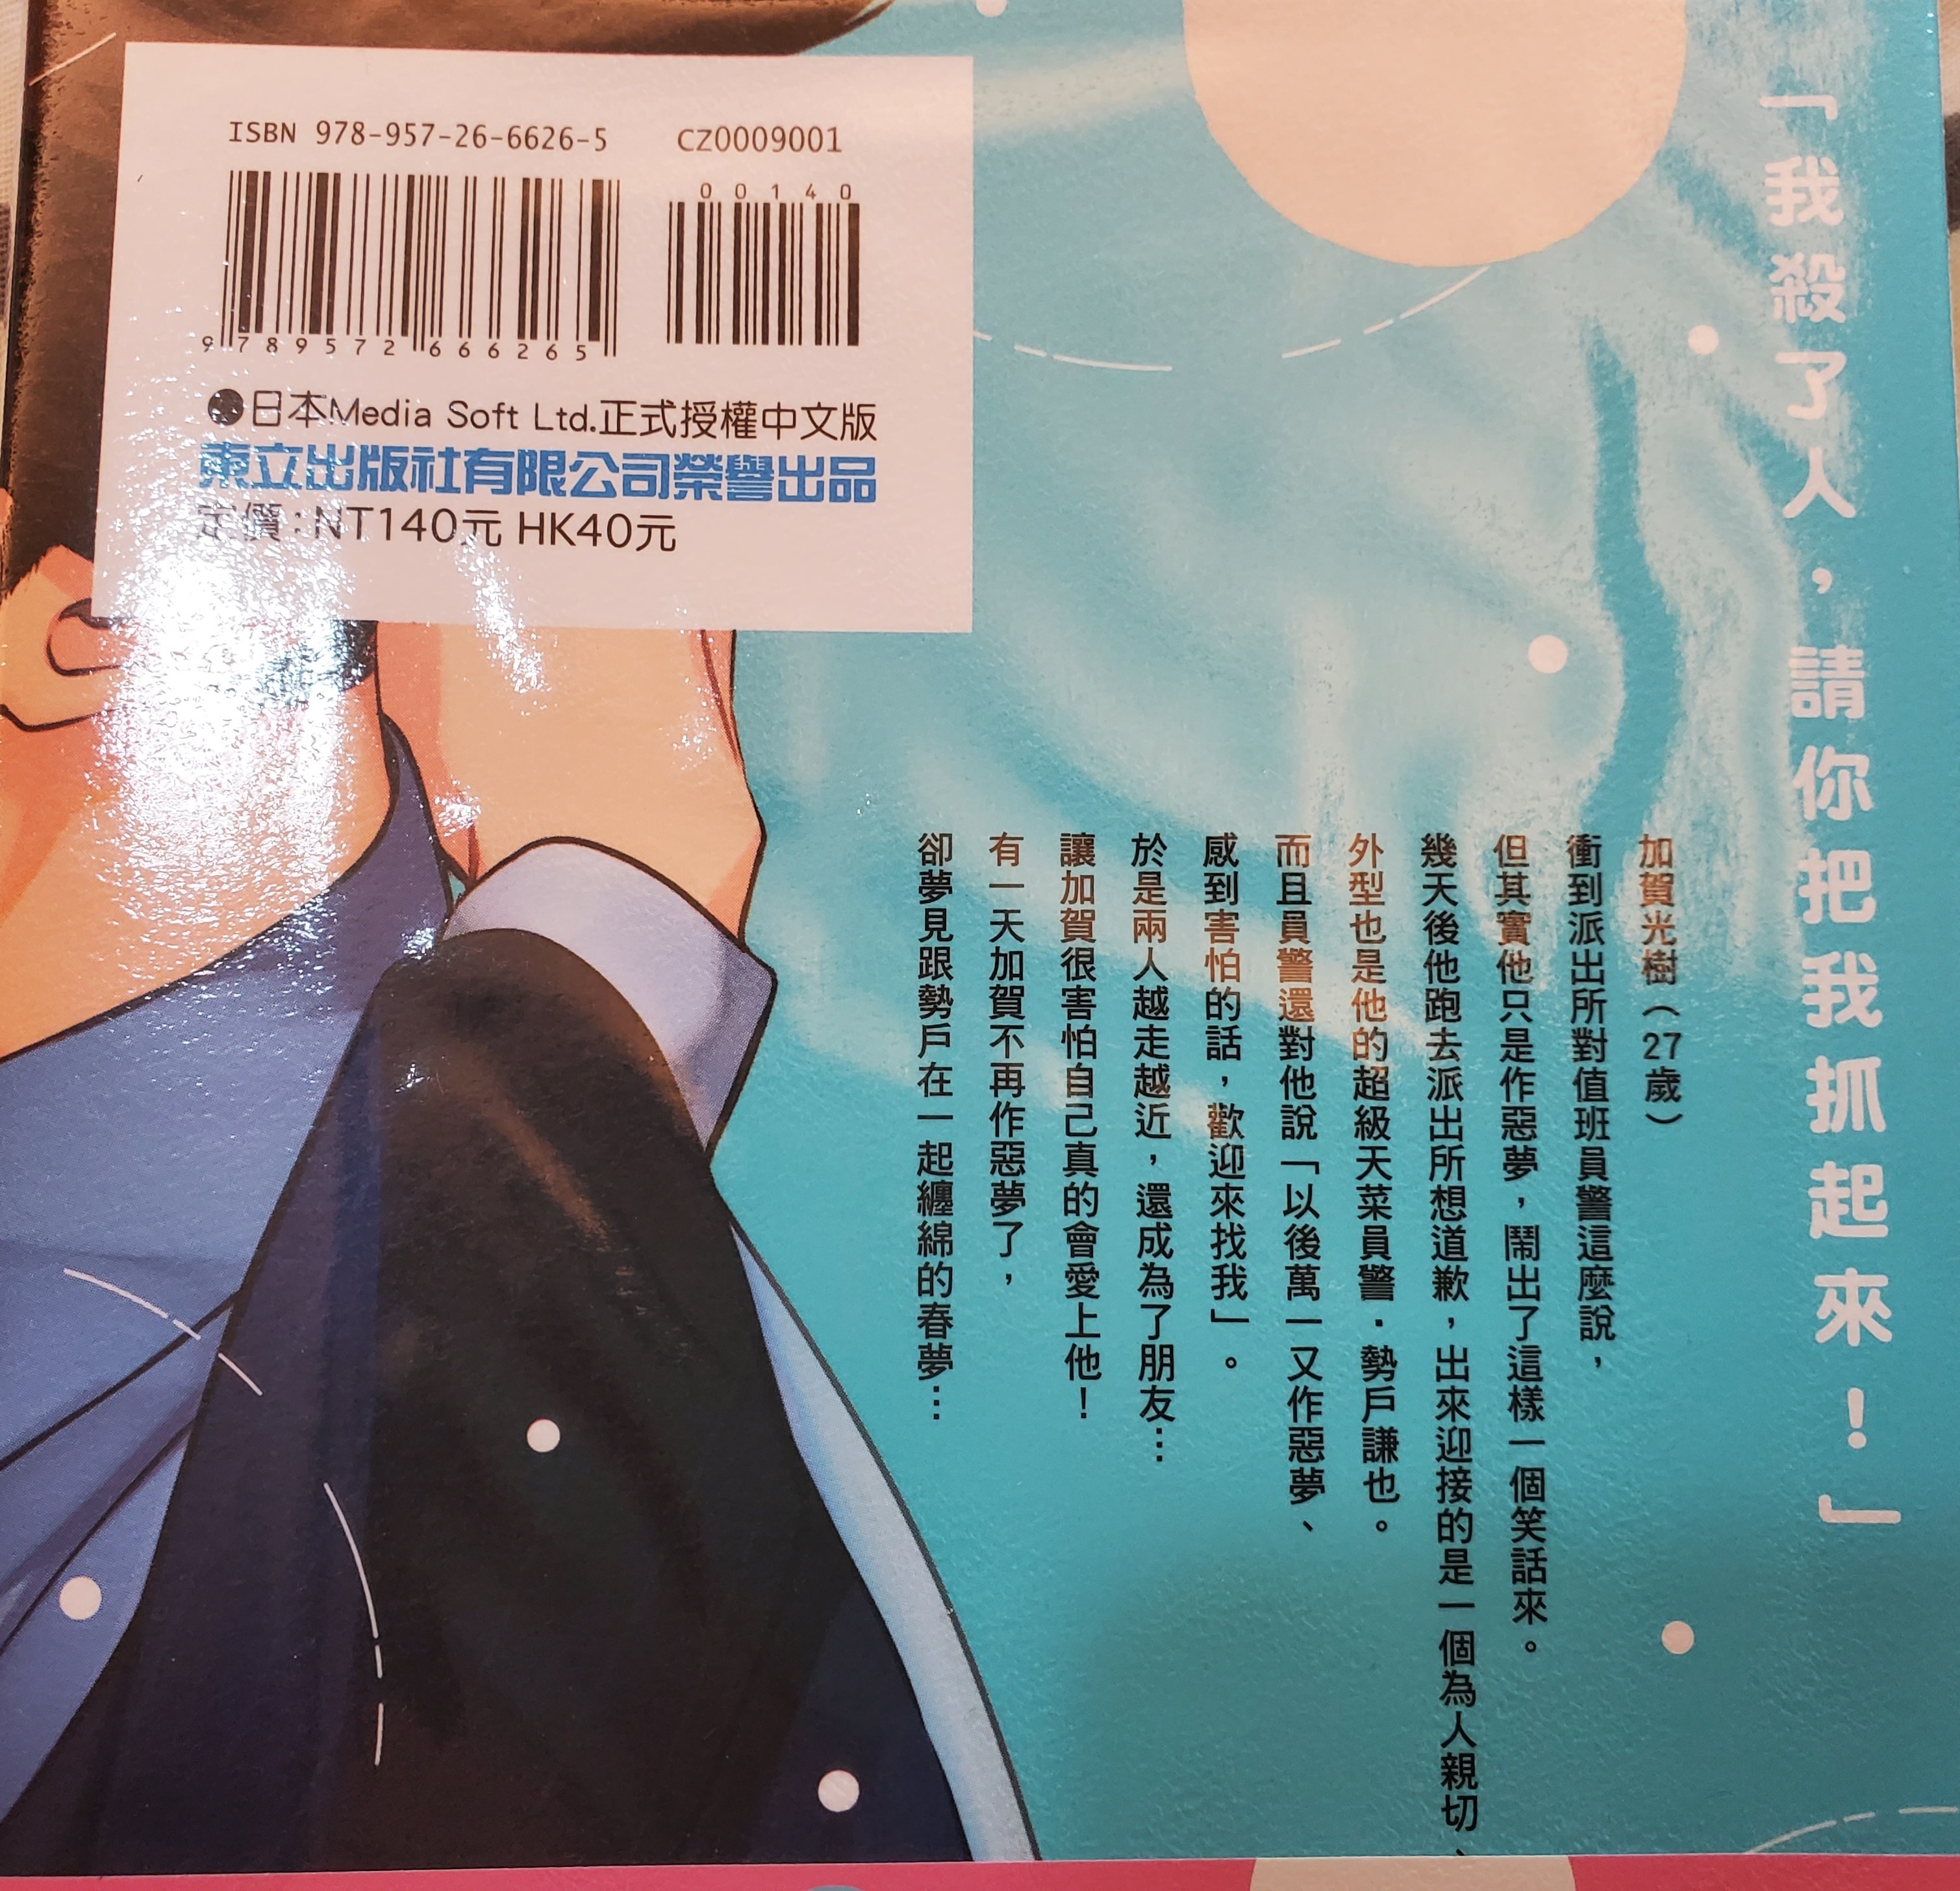 ISBN 978-957-26-6626-5
CZ0009001
00140
9789572666265
●日本Media Soft Ltd.正式授權中文版
東立出版社有限公司榮譽出品
定價：NT140元 HK40元
「我殺了人，請你把我抓起來！」
加賀光樹（27歲）
衝到派出所對值班員警這麼說，
但其實他只是作惡夢，鬧出了這樣一個笑話來。
幾天後他跑去派出所想道歉，出來迎接的是一個為人親切、
外型也是他的超級天菜員警．勢戶謙也。
而且員警還對他說「以後萬一又作惡夢、
感到害怕的話，歡迎來找我」。
於是兩人越走越近，還成為了朋友…
讓加賀很害怕自己真的會愛上他！
有一天加賀不再作惡夢了，
卻夢見跟勢戶在一起纏綿的春夢…